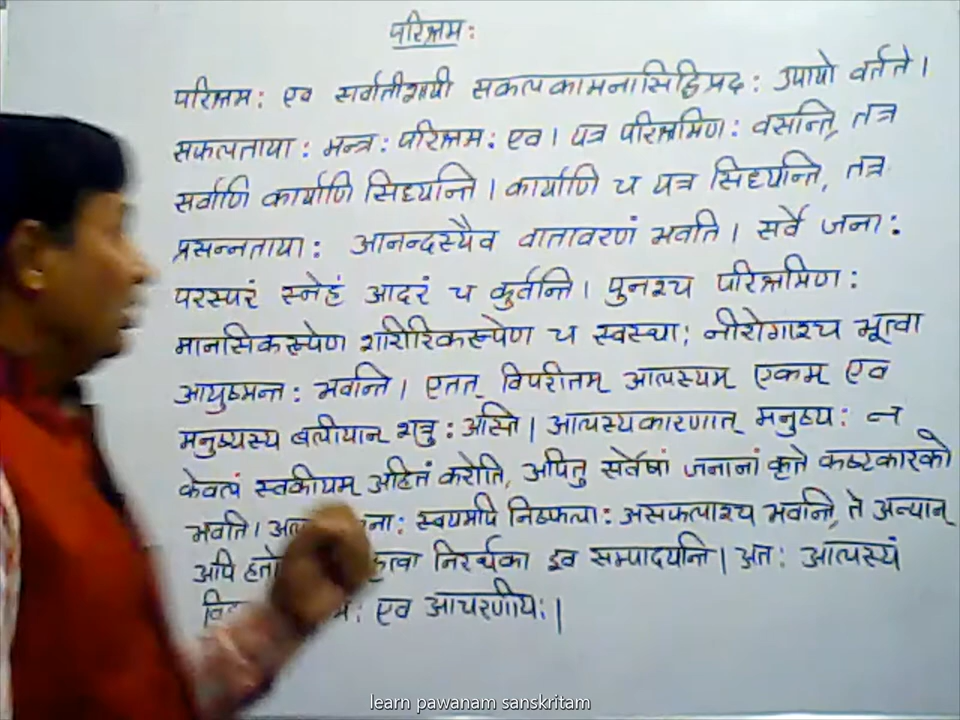 परिश्रम:
परिश्रम: एव सर्वातीशायी सकलकामनासिद्धिप्रद: उपायो वर्तते।
सफलताया: मन्त्र: परिश्रम: एव। यत्र परिश्रमिण: वसन्ति, तत्र
सर्वाणि कार्याणि सिद्ध्यन्ति। कार्याणि च यत्र सिद्ध्यन्ति, तत्र
प्रसन्नताया: आनन्दस्यैव वातावरणं भवति। सर्वे जना:
परस्परं स्नेहं आदरं च कुर्वन्ति। पुनश्च परिश्रमिण:
मानसिकरूपेण शारीरिकरूपेण च स्वस्था: नीरोगाश्च भूत्वा
आयुष्मन्त: भवन्ति। एतत् विपरीतम् आलस्यम् एकम् एव
मनुष्यस्य बलीयान् शत्रु: अस्ति। आलस्यकारणात् मनुष्य: न
केवलं स्वकीयम् अहितं करोति, अपितु सर्वेषां जनानां कृते कष्टकारको
भवति। स्वयमपि निष्फला: असफलाश्च भवन्ति, ते अन्यान्
अपि निरर्थका इव सम्पादयन्ति। अत: आलस्यं
एव आचरणीय:।
learn pawanam sanskritam